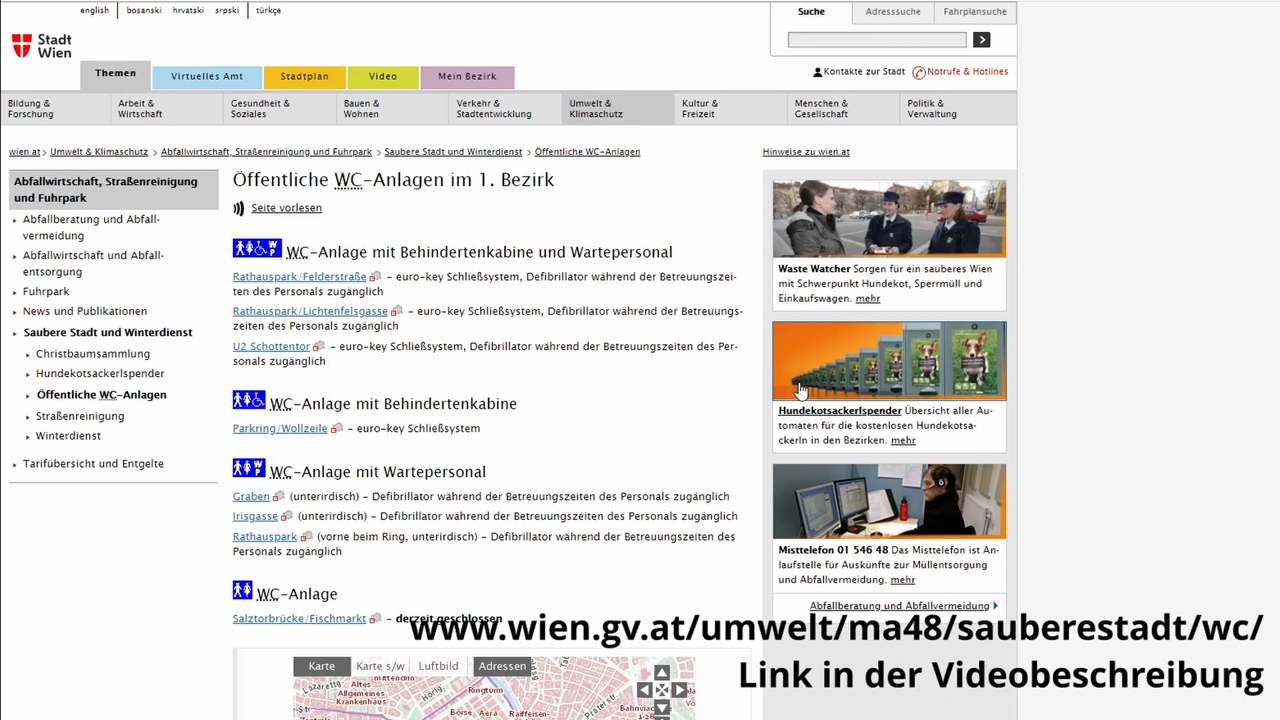 english bosanski hrvatski srpski türkçe
Suche Adresssuche Fahrplansuche
Stadt
Wien
Themen Virtuelles Amt Stadtplan Video Mein Bezirk
Kontakte zur Stadt Notrufe & Hotlines
Bildung &
Forschung
Arbeit &
Wirtschaft
Gesundheit &
Soziales
Bauen &
Wohnen
Verkehr &
Stadtentwicklung
Umwelt &
Klimaschutz
Kultur &
Freizeit
Menschen &
Gesellschaft
Politik &
Verwaltung
wien.at > Umwelt & Klimaschutz > Abfallwirtschaft, Straßenreinigung und Fuhrpark > Saubere Stadt und Winterdienst > Öffentliche WC-Anlagen
Abfallwirtschaft, Straßenreinigung
und Fuhrpark
Abfallberatung und Abfall-
vermeidung
Abfallwirtschaft und Abfall-
entsorgung
Fuhrpark
News und Publikationen
Saubere Stadt und Winterdienst
Christbaumsammlung
Hundekotsackerlspender
Öffentliche WC-Anlagen
Straßenreinigung
Winterdienst
Tarifübersicht und Entgelte
Öffentliche WC-Anlagen im 1. Bezirk
Seite vorlesen
WC-Anlage mit Behindertenkabine und Wartepersonal
Rathauspark/Felderstraße – euro-key Schließsystem, Defibrillator während der Betreuungszei-
ten des Personals zugänglich
Rathauspark/Lichtenfelsgasse – euro-key Schließsystem, Defibrillator während der Betreuungs-
zeiten des Personals zugänglich
U2 Schottentor – euro-key Schließsystem, Defibrillator während der Betreuungszeiten des Per-
sonals zugänglich
WC-Anlage mit Behindertenkabine
Parkring/Wollzeile – euro-key Schließsystem
WC-Anlage mit Wartepersonal
Graben (unterirdisch) – Defibrillator während der Betreuungszeiten des Personals zugänglich
Irisgasse (unterirdisch) – Defibrillator während der Betreuungszeiten des Personals zugänglich
Rathauspark (vorne beim Ring, unterirdisch) – Defibrillator während der Betreuungszeiten des
Personals zugänglich
WC-Anlage
Salztorbrücke/Fischmarkt – derzeit geschlossen
Karte Karte s/w Luftbild Adressen
Altes
Allgemeines
Krankenhaus
Ringturm
Börse Aera Raiffeisen-
Hinweise zu wien.at
Waste Watcher Sorgen für ein sauberes Wien
mit Schwerpunkt Hundekot, Sperrmüll und
Einkaufswagen. mehr
Hundekotsackerlspender Übersicht aller Au-
tomaten für die kostenlosen Hundekotsa-
ckerln in den Bezirken. mehr
Misttelefon 01 546 48 Das Misttelefon ist An-
laufstelle für Auskünfte zur Müllentsorgung
und Abfallvermeidung. mehr
Abfallberatung und Abfallvermeidung
www.wien.gv.at/umwelt/ma48/sauberestadt/wc/
Link in der Videobeschreibung